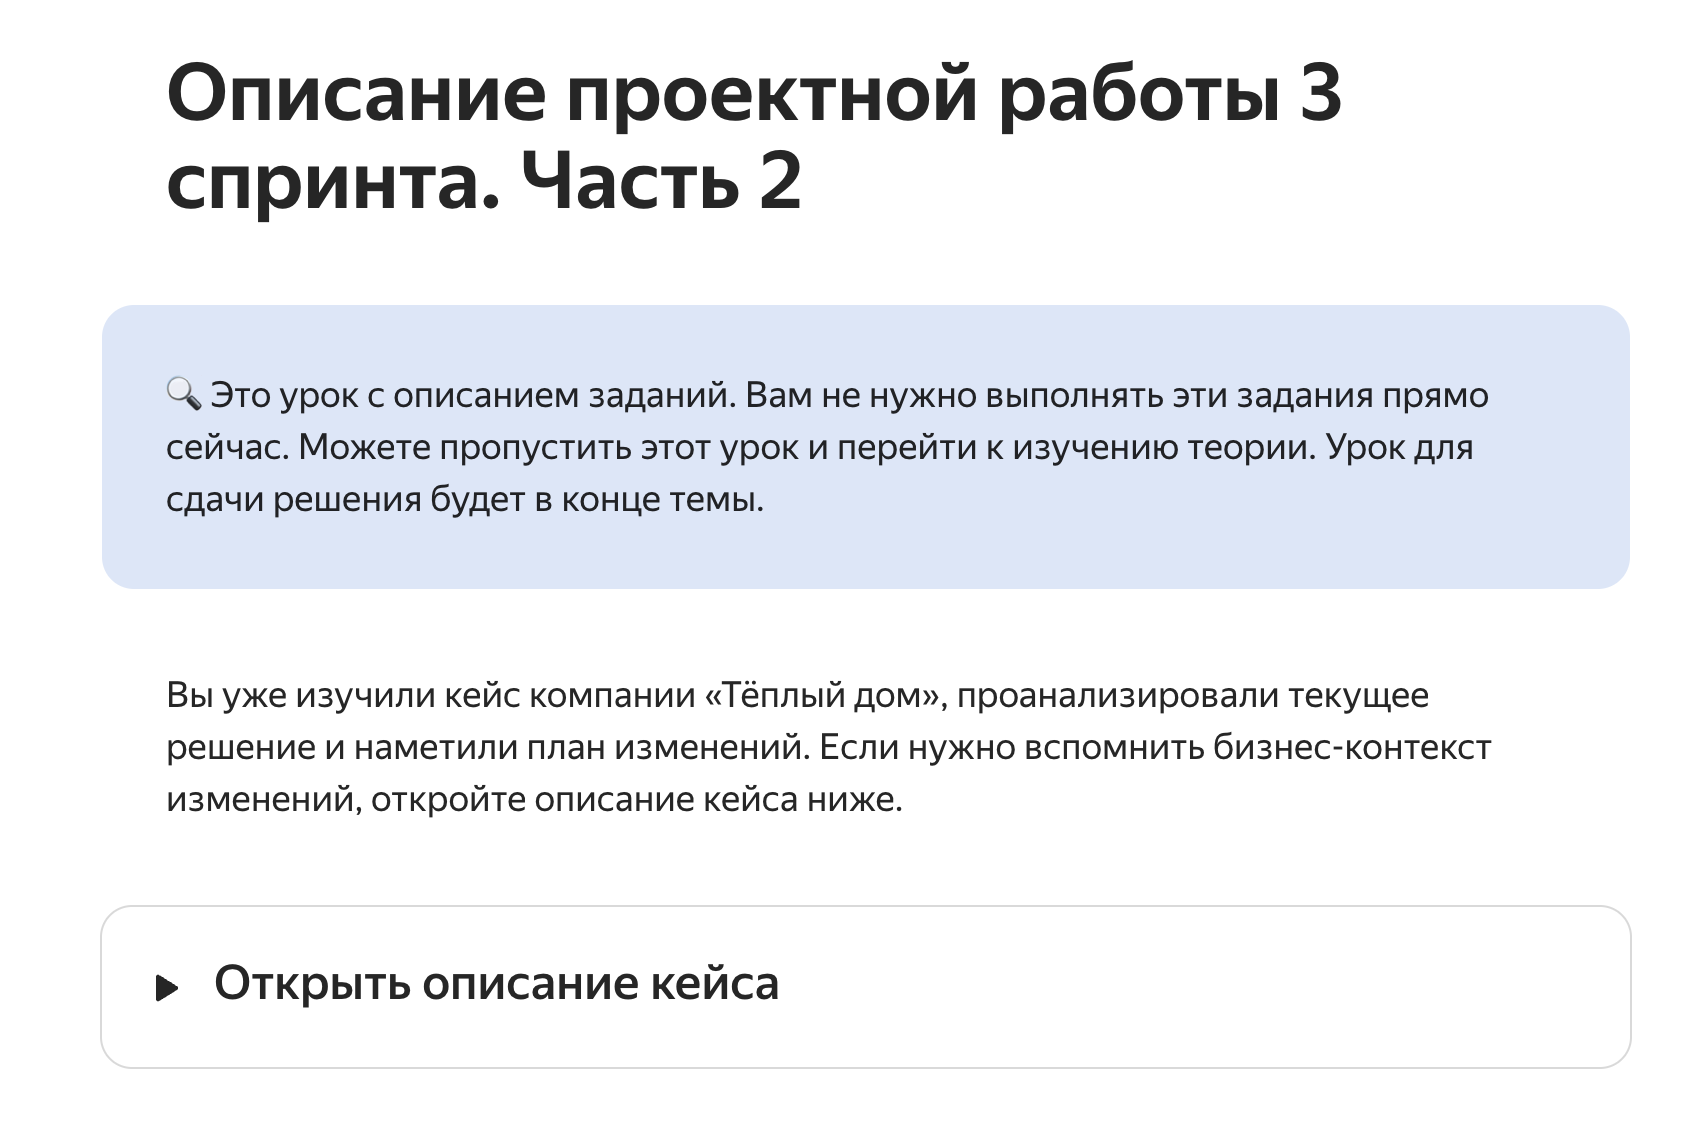 Описание проектной работы 3
спринта. Часть 2
🔍 Это урок с описанием заданий. Вам не нужно выполнять эти задания прямо
сейчас. Можете пропустить этот урок и перейти к изучению теории. Урок для
сдачи решения будет в конце темы.
Вы уже изучили кейс компании «Тёплый дом», проанализировали текущее
решение и наметили план изменений. Если нужно вспомнить бизнес-контекст
изменений, откройте описание кейса ниже.
Открыть описание кейса